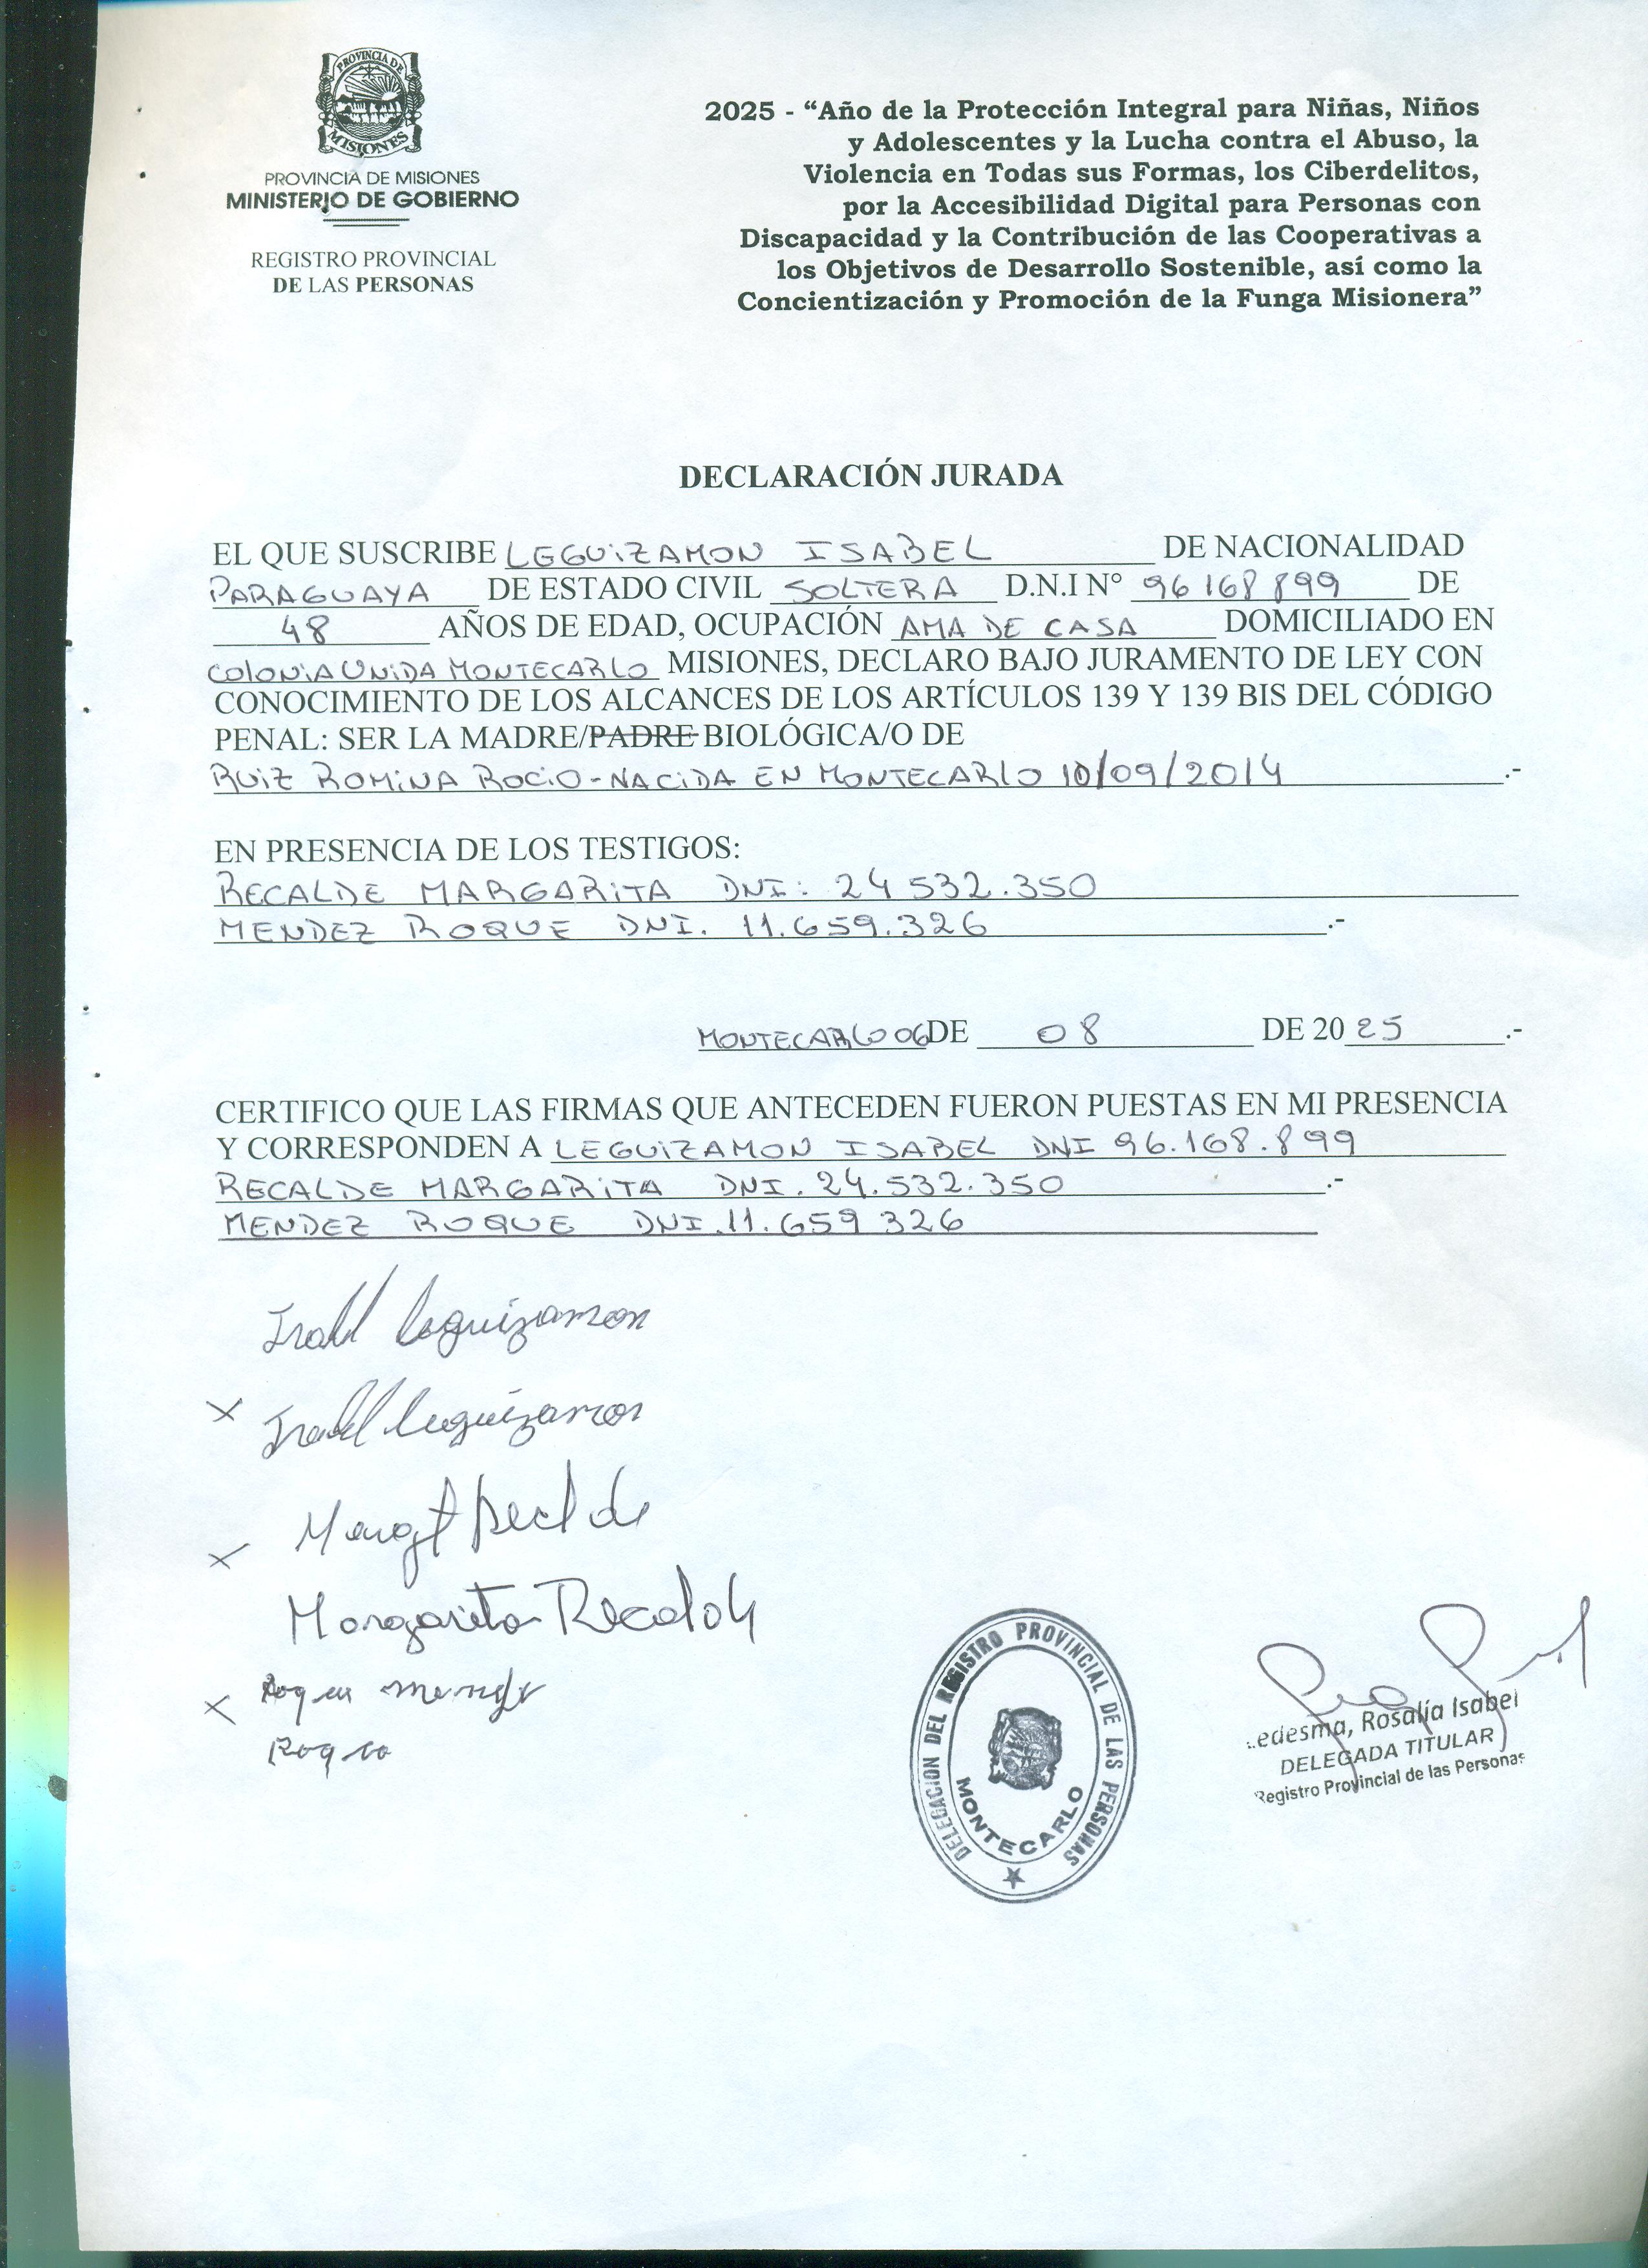 PROVINCIA DE
MISIONES
PROVINCIA DE MISIONES
MINISTERIO DE GOBIERNO
REGISTRO PROVINCIAL
DE LAS PERSONAS
2025 - “Año de la Protección Integral para Niñas, Niños
y Adolescentes y la Lucha contra el Abuso, la
Violencia en Todas sus Formas, los Ciberdelitos,
por la Accesibilidad Digital para Personas con
Discapacidad y la Contribución de las Cooperativas a
los Objetivos de Desarrollo Sostenible, así como la
Concientización y Promoción de la Funga Misionera”
DECLARACIÓN JURADA
EL QUE SUSCRIBE LEGUIZAMON ISABEL DE NACIONALIDAD
PARAGUAYA DE ESTADO CIVIL SOLTERA D.N.I N° 96 168 899 DE
48 AÑOS DE EDAD, OCUPACIÓN AMA DE CASA DOMICILIADO EN
COLONIA UNIDA MONTECARLO MISIONES, DECLARO BAJO JURAMENTO DE LEY CON
CONOCIMIENTO DE LOS ALCANCES DE LOS ARTÍCULOS 139 Y 139 BIS DEL CÓDIGO
PENAL: SER LA MADRE/PADRE BIOLÓGICA/O DE
RUIZ ROMINA ROCIO-NACIDA EN MONTECARLO 10/09/2014 .-
EN PRESENCIA DE LOS TESTIGOS:
RECALDE MARGARITA DNI: 24 532.350
MENDEZ ROQUE DNI. 11.659.326 .-
MONTECARLO 06 DE 08 DE 2025 .-
CERTIFICO QUE LAS FIRMAS QUE ANTECEDEN FUERON PUESTAS EN MI PRESENCIA
Y CORRESPONDEN A LEGUIZAMON ISABEL DNI 96.168.899
RECALDE MARGARITA DNI. 24.532.350 .-
MENDEZ ROQUE DNI.11.659 326
Isabel Leguizamon
X Isabel Leguizamon
X
Margarita Recalde
X Roque
DELEGACION DEL REGISTRO PROVINCIAL DE LAS PERSONAS
MONTECARLO
edesma, Rosalía Isabel
DELEGADA TITULAR
Registro Provincial de las Personas